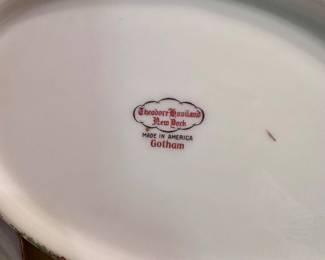 Theodore Haviland
New York
MADE IN AMERICA
Gotham